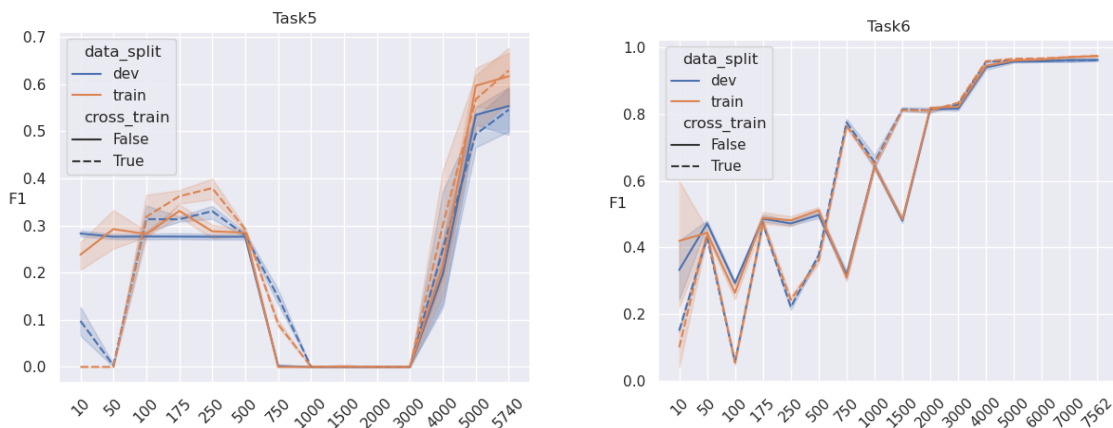 Task5
F1
0.7
0.6
0.5
0.4
0.3
0.2
0.1
0.0
data_split
dev
train
cross_train
False
True
10 50 100 175 250 500 750 1000 1500 2000 3000 4000 5000 5740
Task6
F1
1.0
0.8
0.6
0.4
0.2
0.0
data_split
dev
train
cross_train
False
True
10 50 100 175 250 500 750 1000 1500 2000 3000 4000 5000 6000 7000 7562